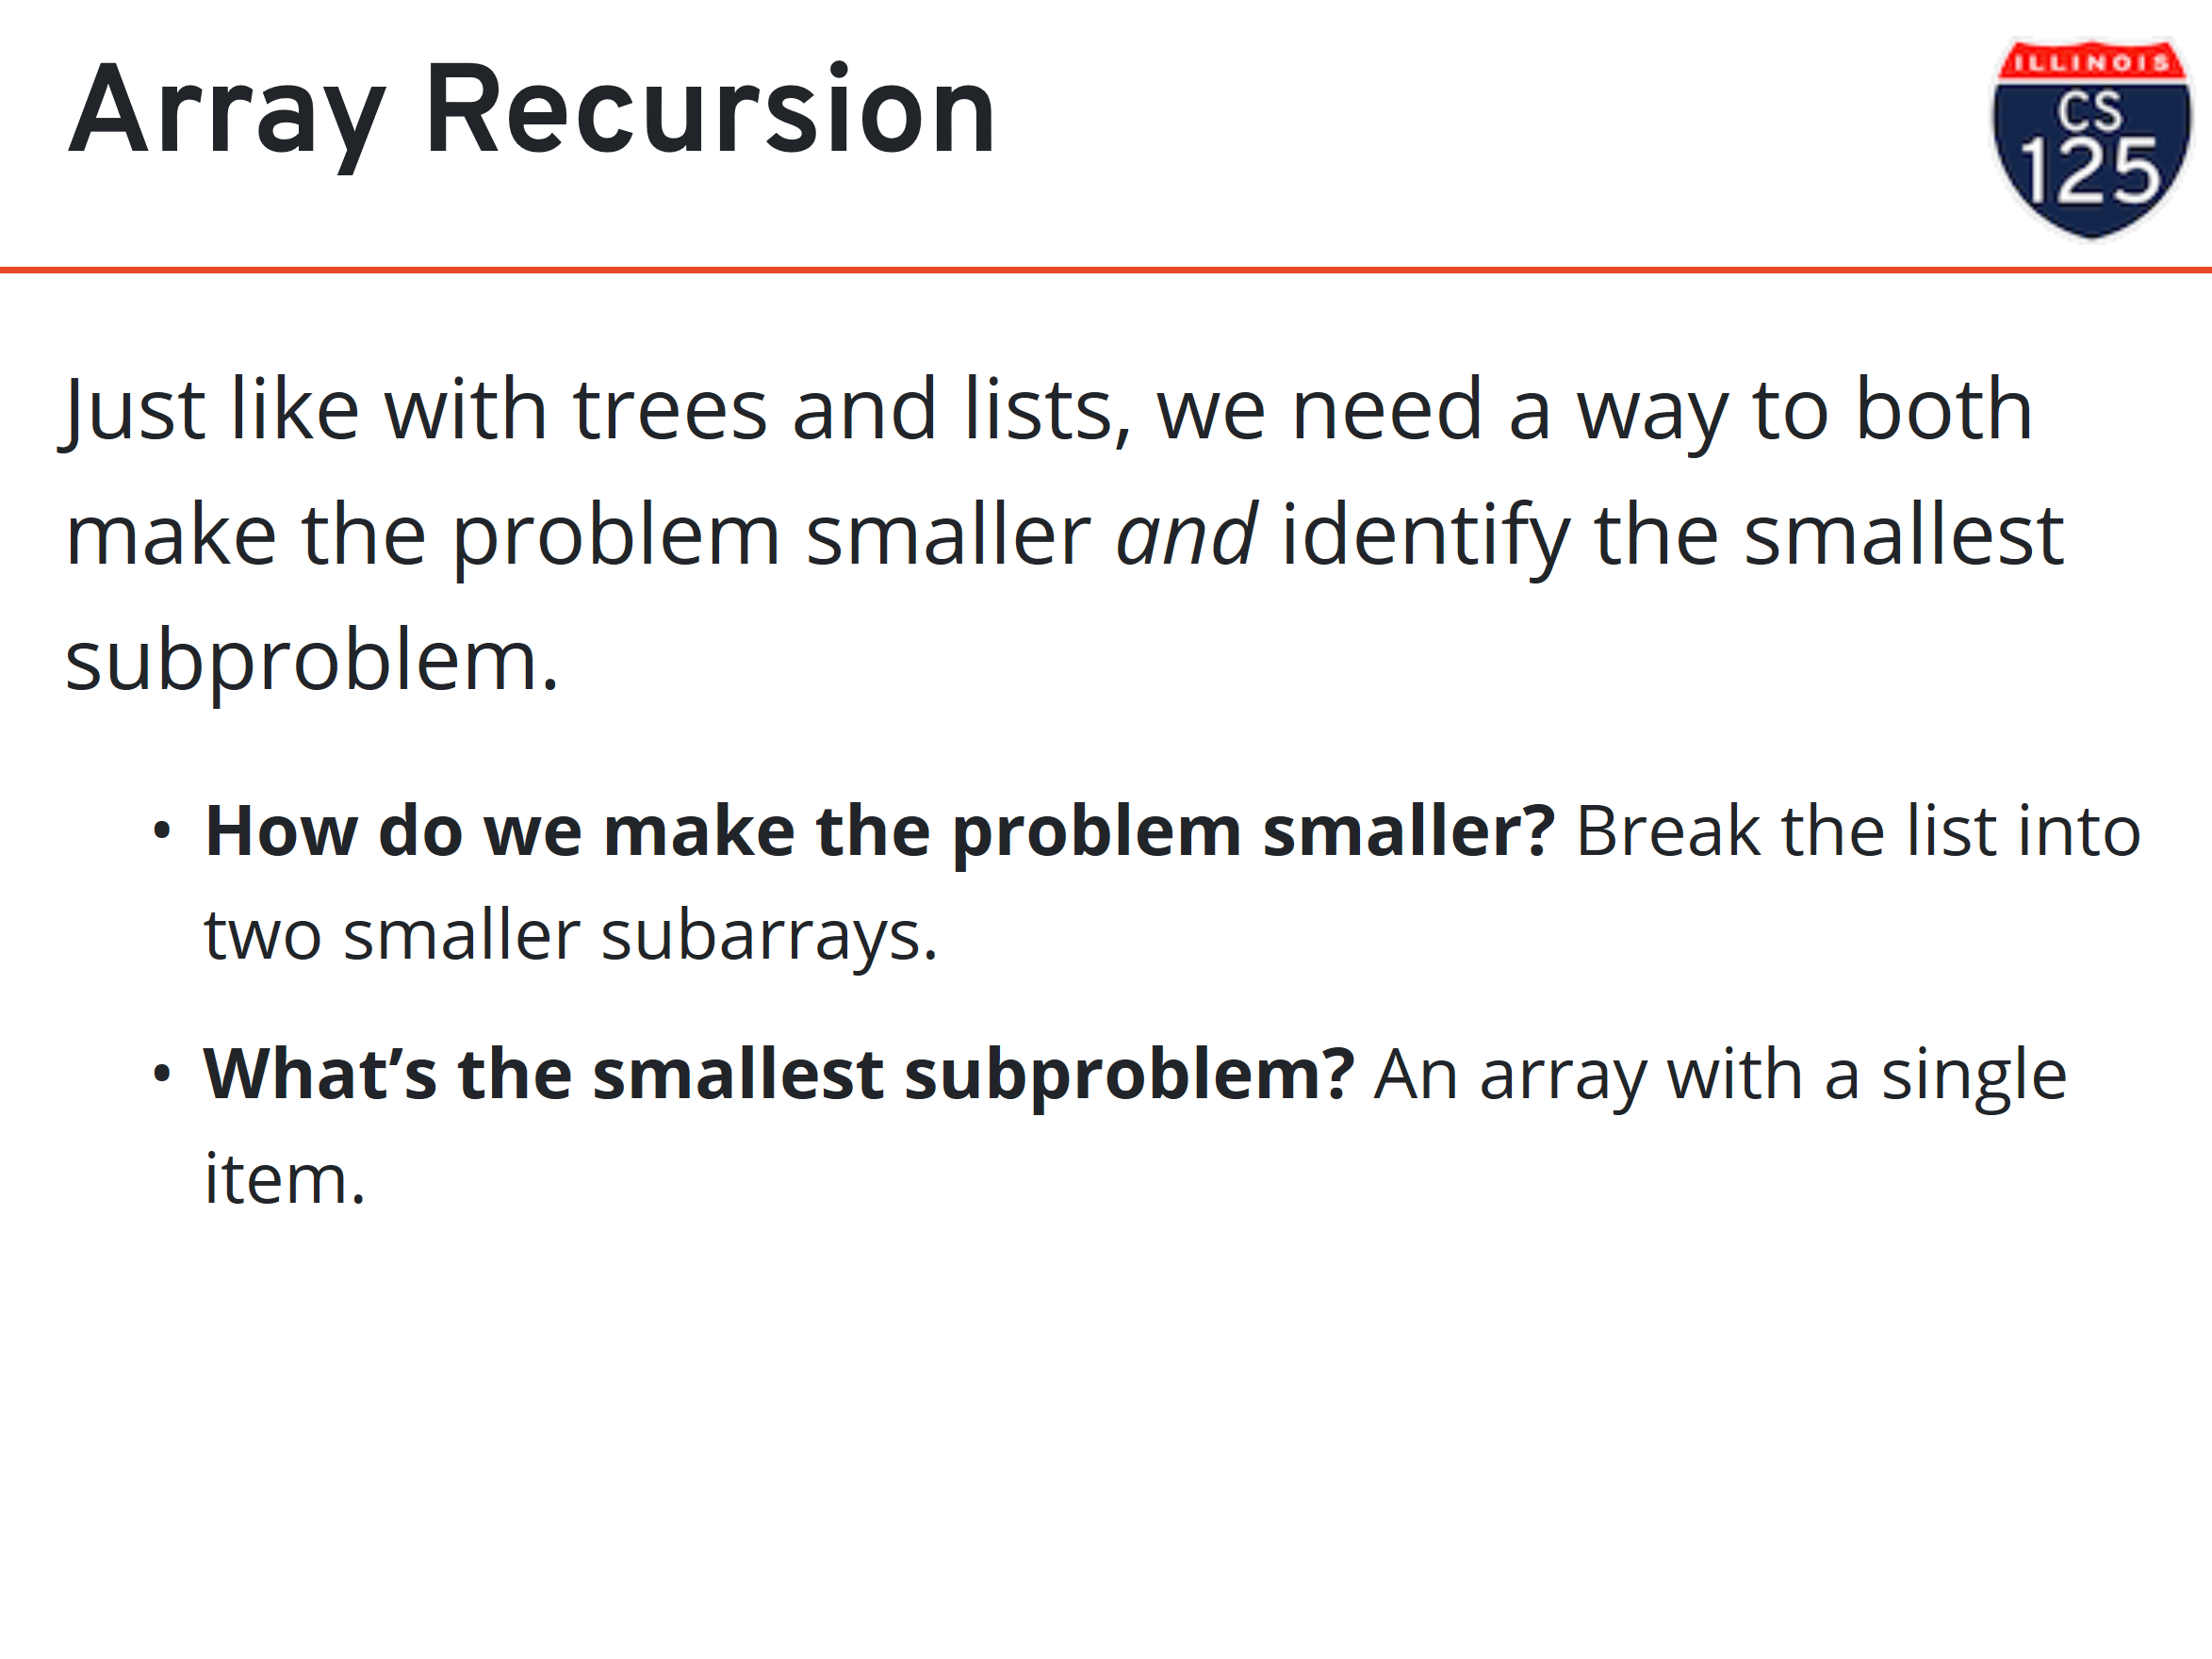 Array Recursion
ILLINOIS
CS
125
Just like with trees and lists, we need a way to both
make the problem smaller and identify the smallest
subproblem.
• How do we make the problem smaller? Break the list into
two smaller subarrays.
• What’s the smallest subproblem? An array with a single
item.